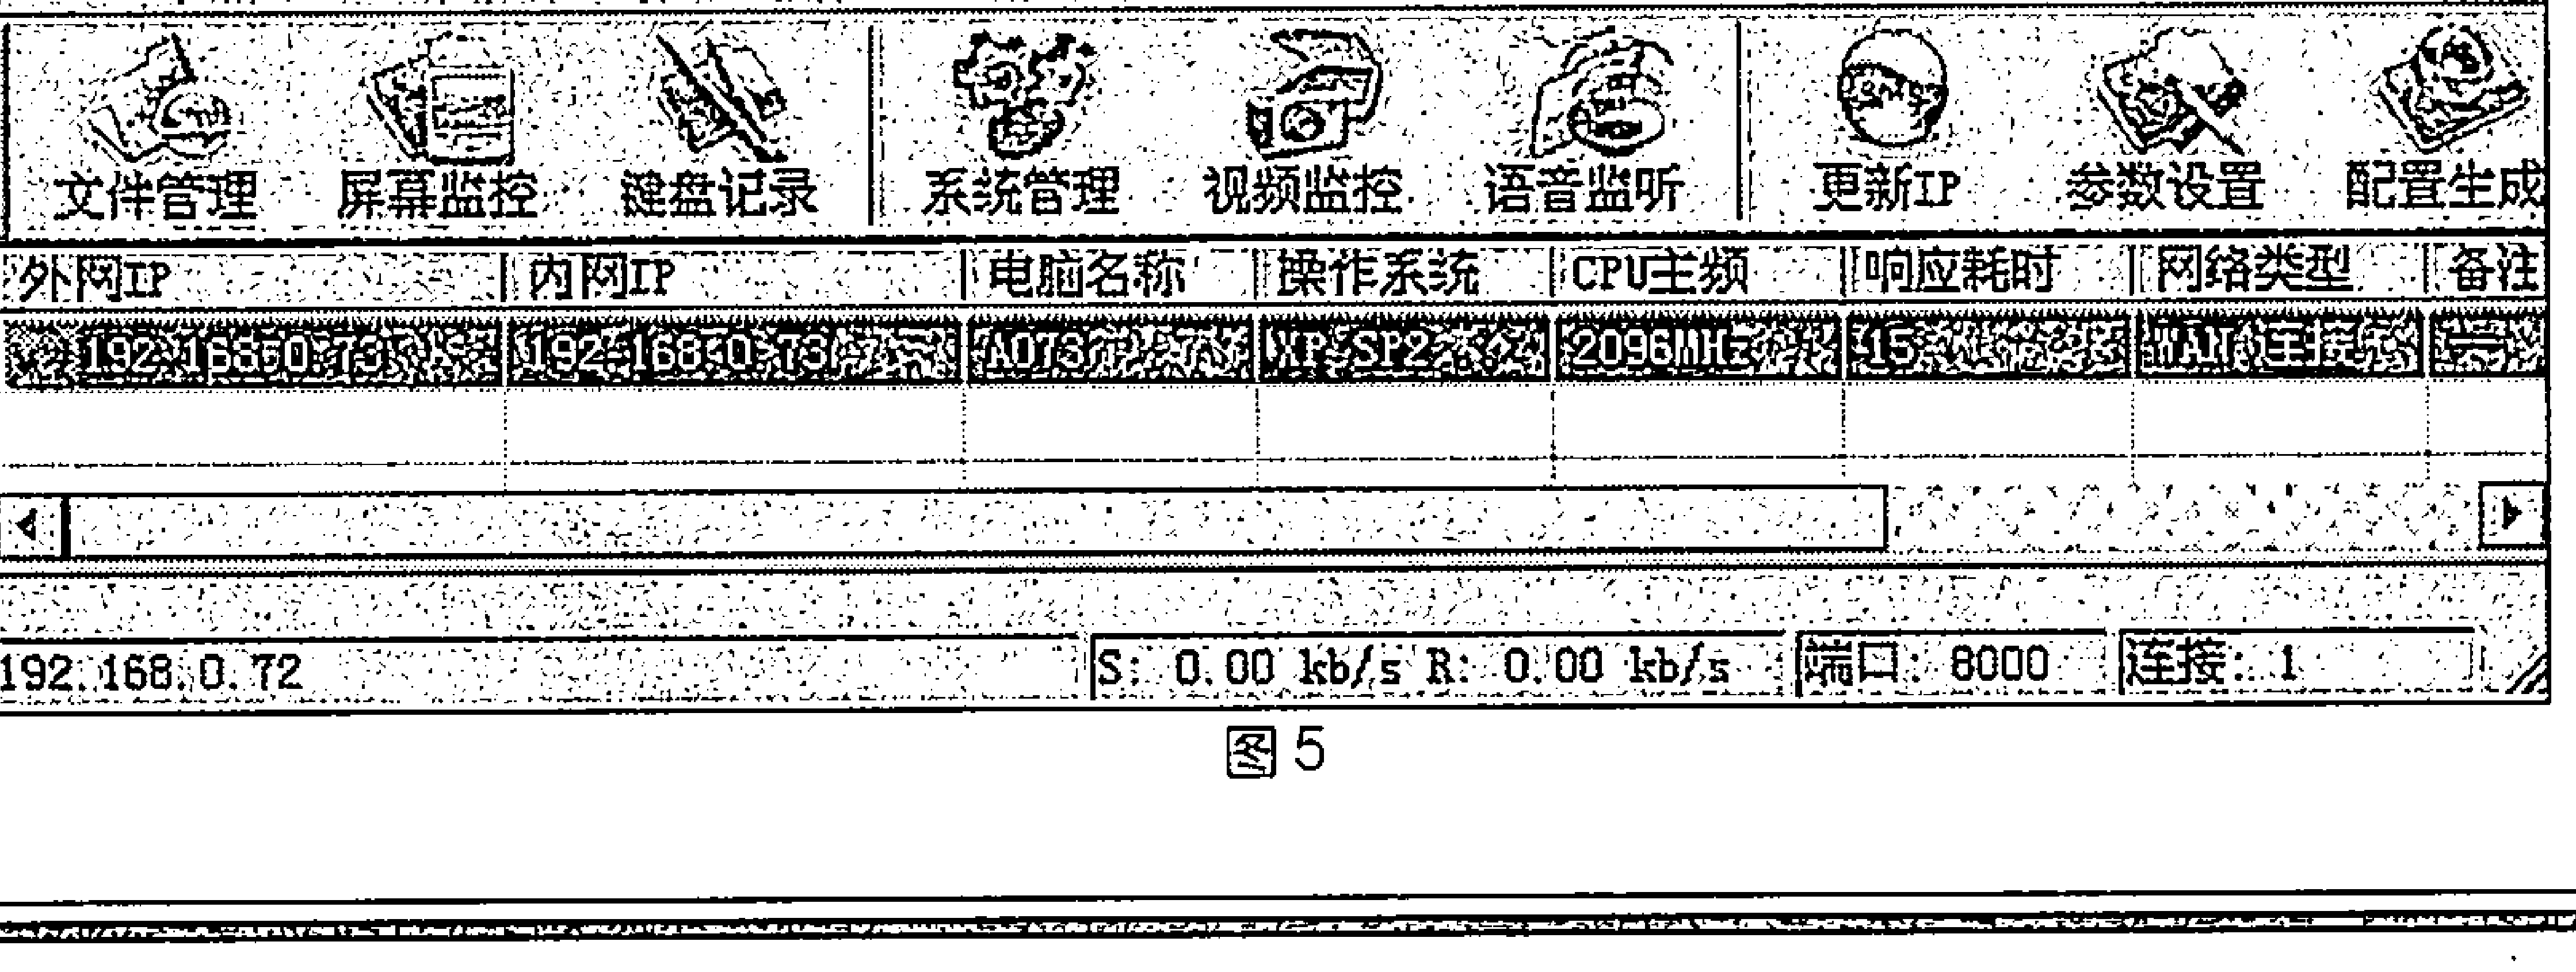 文件管理 屏幕监控 键盘记录 系统管理 视频监控 语音监听 更新IP 参数设置 配置生成
外网IP 内网IP 电脑名称 操作系统 CPU主频 响应耗时 网络类型 备注
192.168.0.73 192.168.0.73 A073 XP SP2 2096MHz 15 WAN 连接
192.168.0.72 S: 0.00 kb/s R: 0.00 kb/s 端口: 8000 连接: 1
图 5